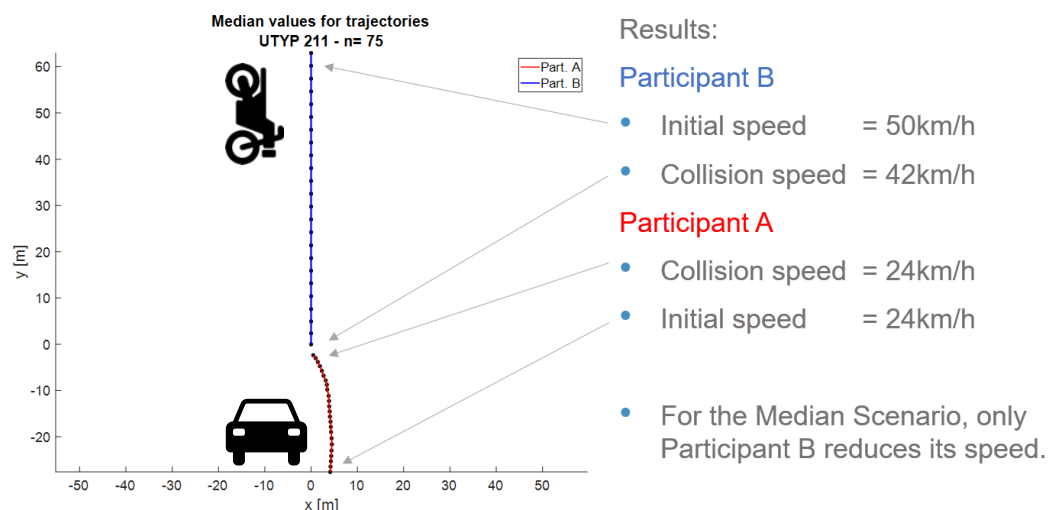 Median values for trajectories
UTYP 211 - n= 75
Part. A
Part. B
60
50
40
30
20
10
0
-10
-20
y [m]
-50
-40
-30
-20
-10
0
10
20
30
40
50
x [m]
Results:
Participant B
Initial speed = 50km/h
Collision speed = 42km/h
Participant A
Collision speed = 24km/h
Initial speed = 24km/h
For the Median Scenario, only
Participant B reduces its speed.